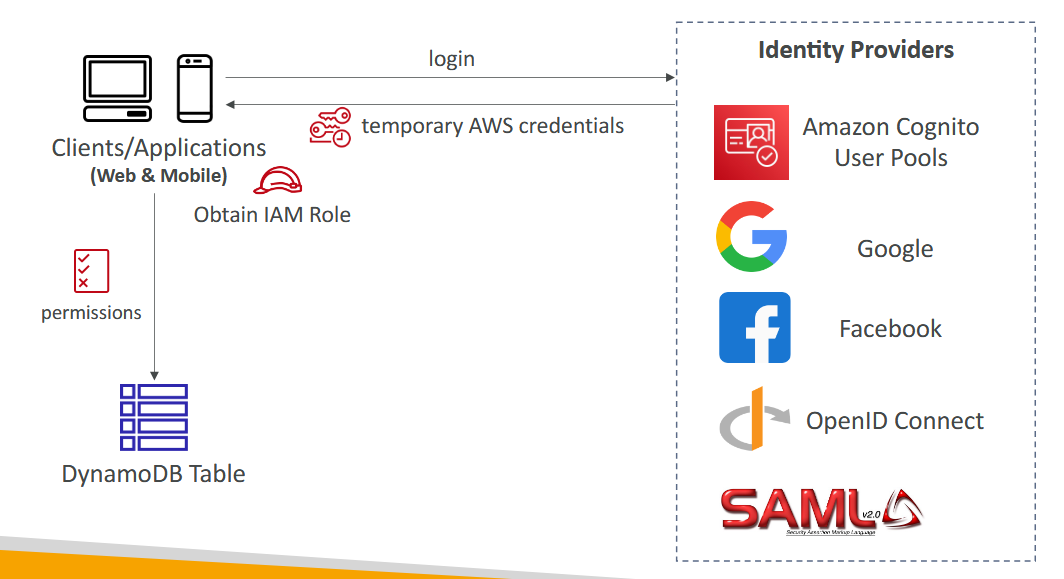 Identity Providers
login
temporary AWS credentials
Clients/Applications
(Web & Mobile)
Obtain IAM Role
permissions
DynamoDB Table
Amazon Cognito
User Pools
Google
Facebook
OpenID Connect
SAML v2.0
Security Assertion Markup Language